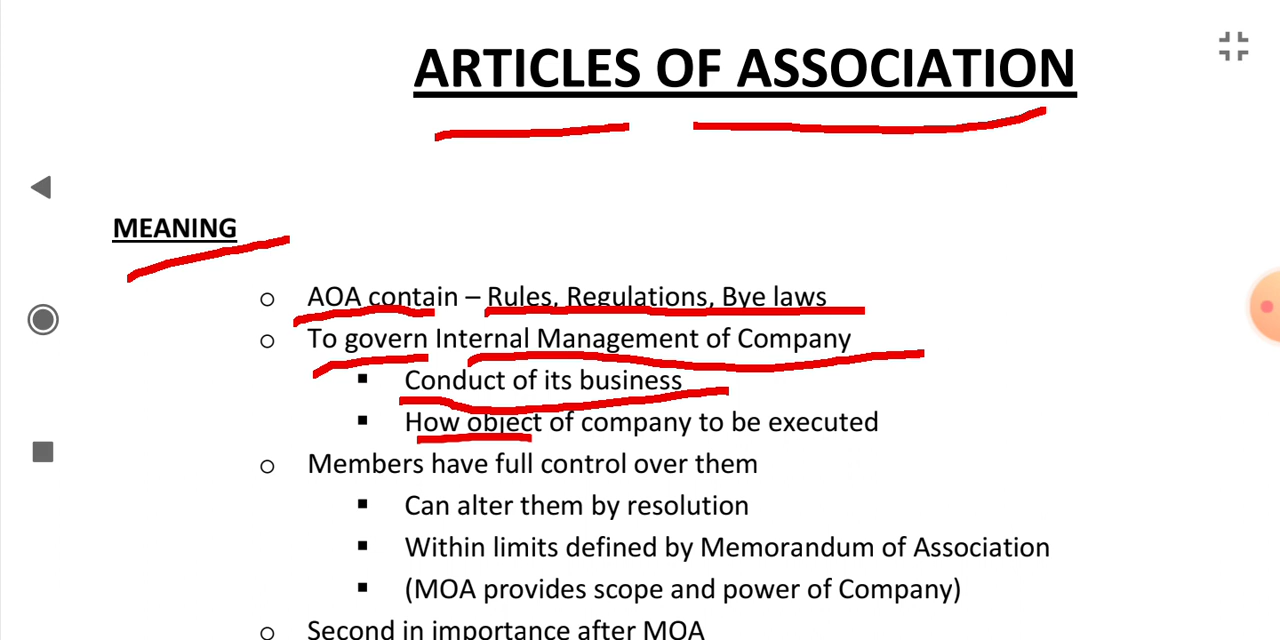 ARTICLES OF ASSOCIATION
MEANING
o AOA contain – Rules, Regulations, Bye laws
o To govern Internal Management of Company
▪ Conduct of its business
▪ How object of company to be executed
o Members have full control over them
▪ Can alter them by resolution
▪ Within limits defined by Memorandum of Association
▪ (MOA provides scope and power of Company)
o Second in importance after MOA